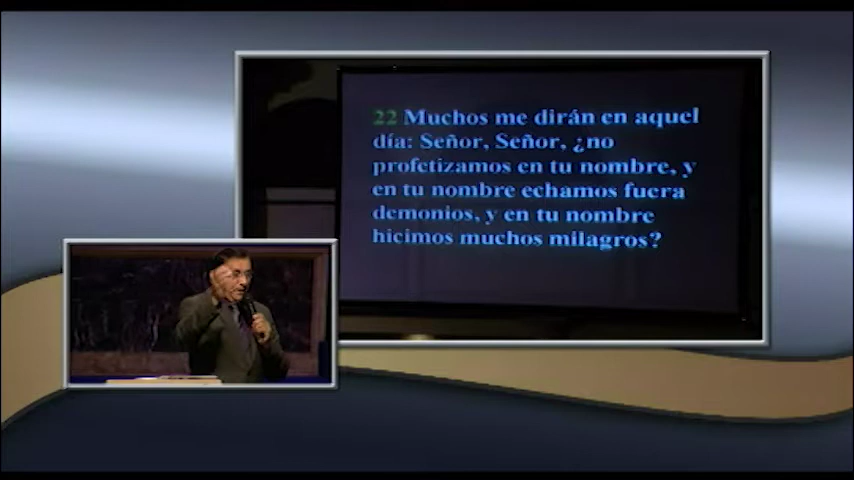 22 Muchos me dirán en aquel
día: Señor, Señor, ¿no
profetizamos en tu nombre, y
en tu nombre echamos fuera
demonios, y en tu nombre
hicimos muchos milagros?